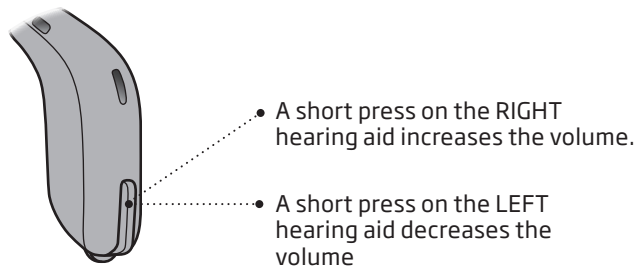 • A short press on the RIGHT
hearing aid increases the volume.
• A short press on the LEFT
hearing aid decreases the
volume